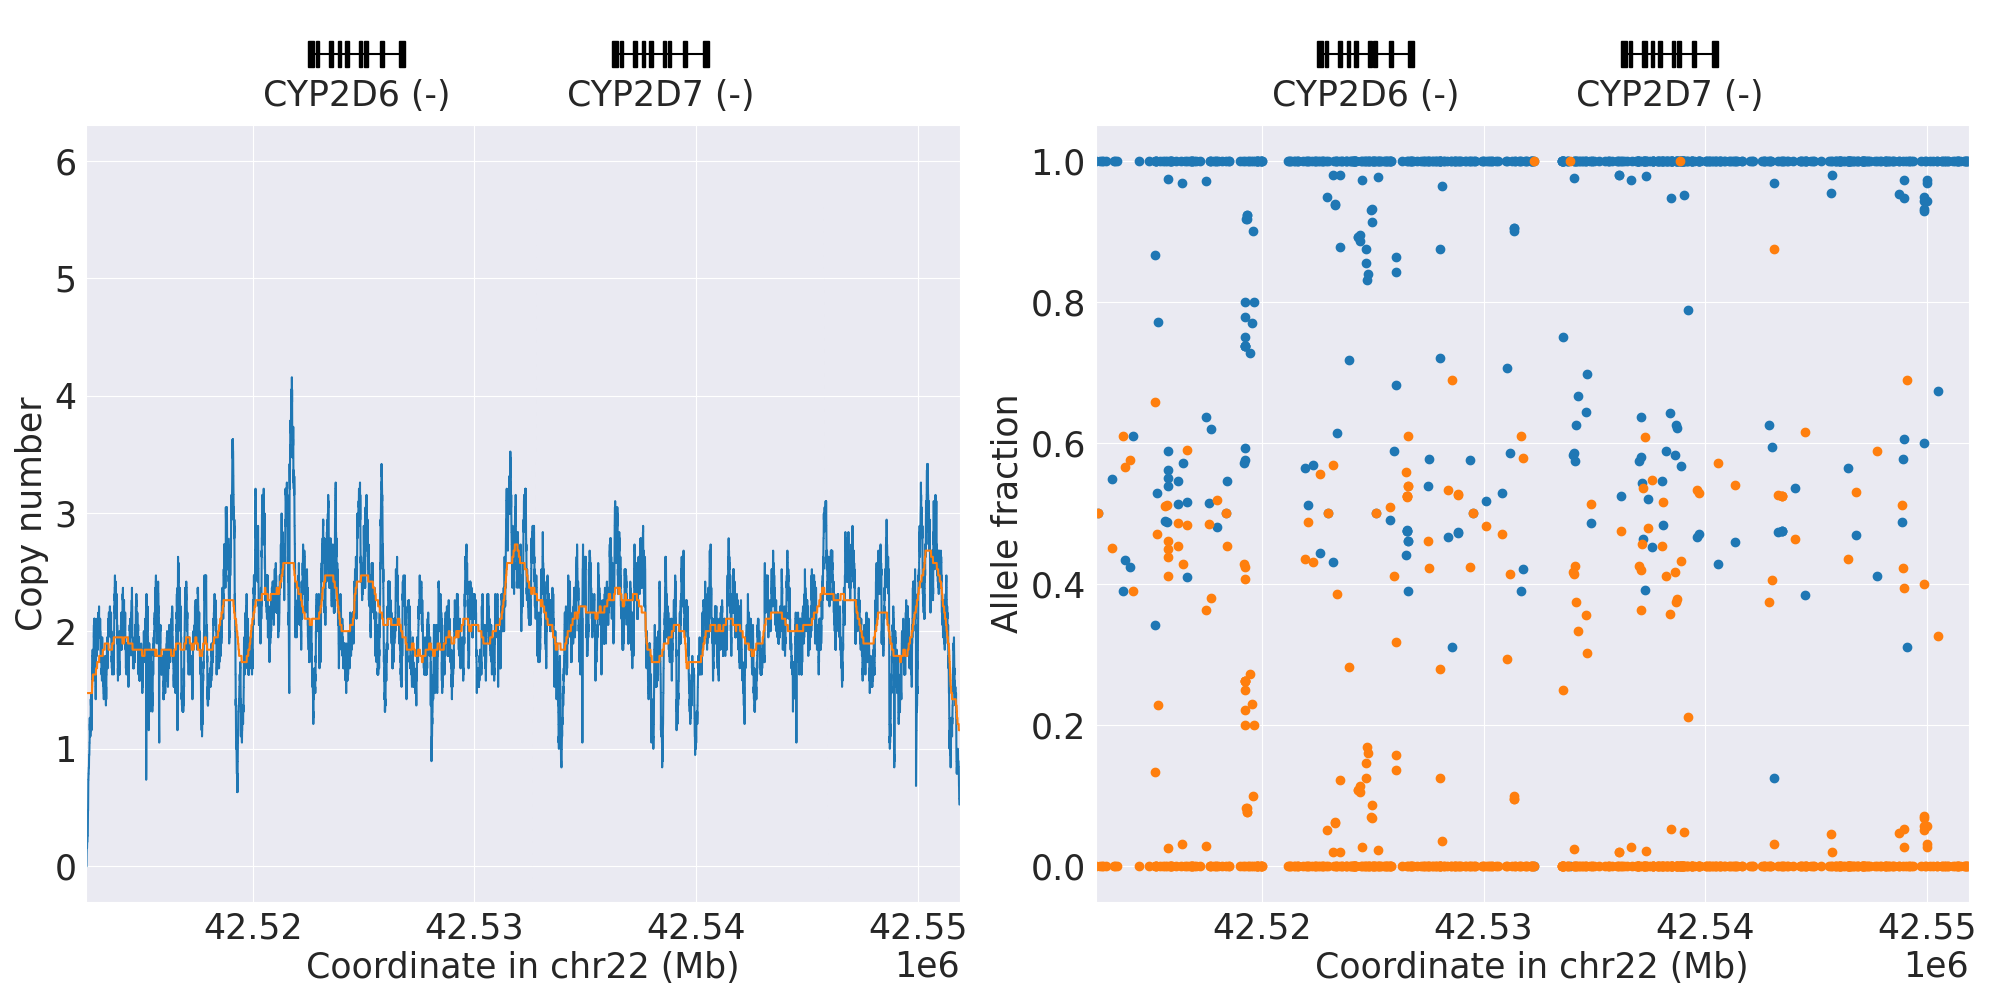 CYP2D6 (-) CYP2D7 (-)
CYP2D6 (-) CYP2D7 (-)
Copy number
6
5
4
3
2
1
0
42.52 42.53 42.54 42.55
Coordinate in chr22 (Mb) 1e6
Allele fraction
1.0
0.8
0.6
0.4
0.2
0.0
42.52 42.53 42.54 42.55
Coordinate in chr22 (Mb) 1e6